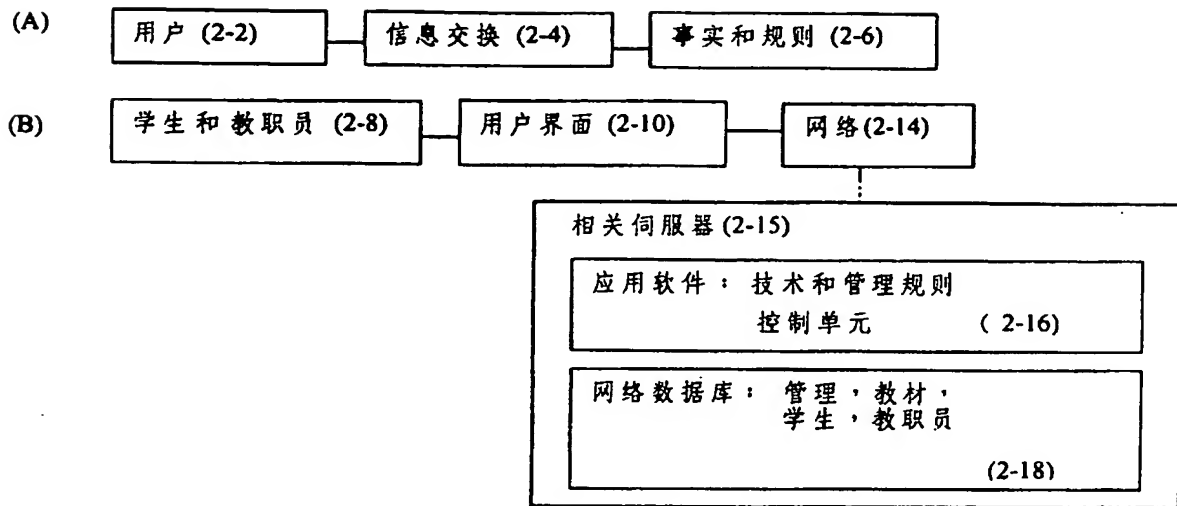 (A) 用户 (2-2) 信息交换 (2-4) 事实和规则 (2-6)
(B) 学生和教职员 (2-8) 用户界面 (2-10) 网络(2-14)
相关伺服器(2-15)
应用软件： 技术和管理规则
控制单元 ( 2-16)
网络数据库： 管理，教材，
学生，教职员
(2-18)